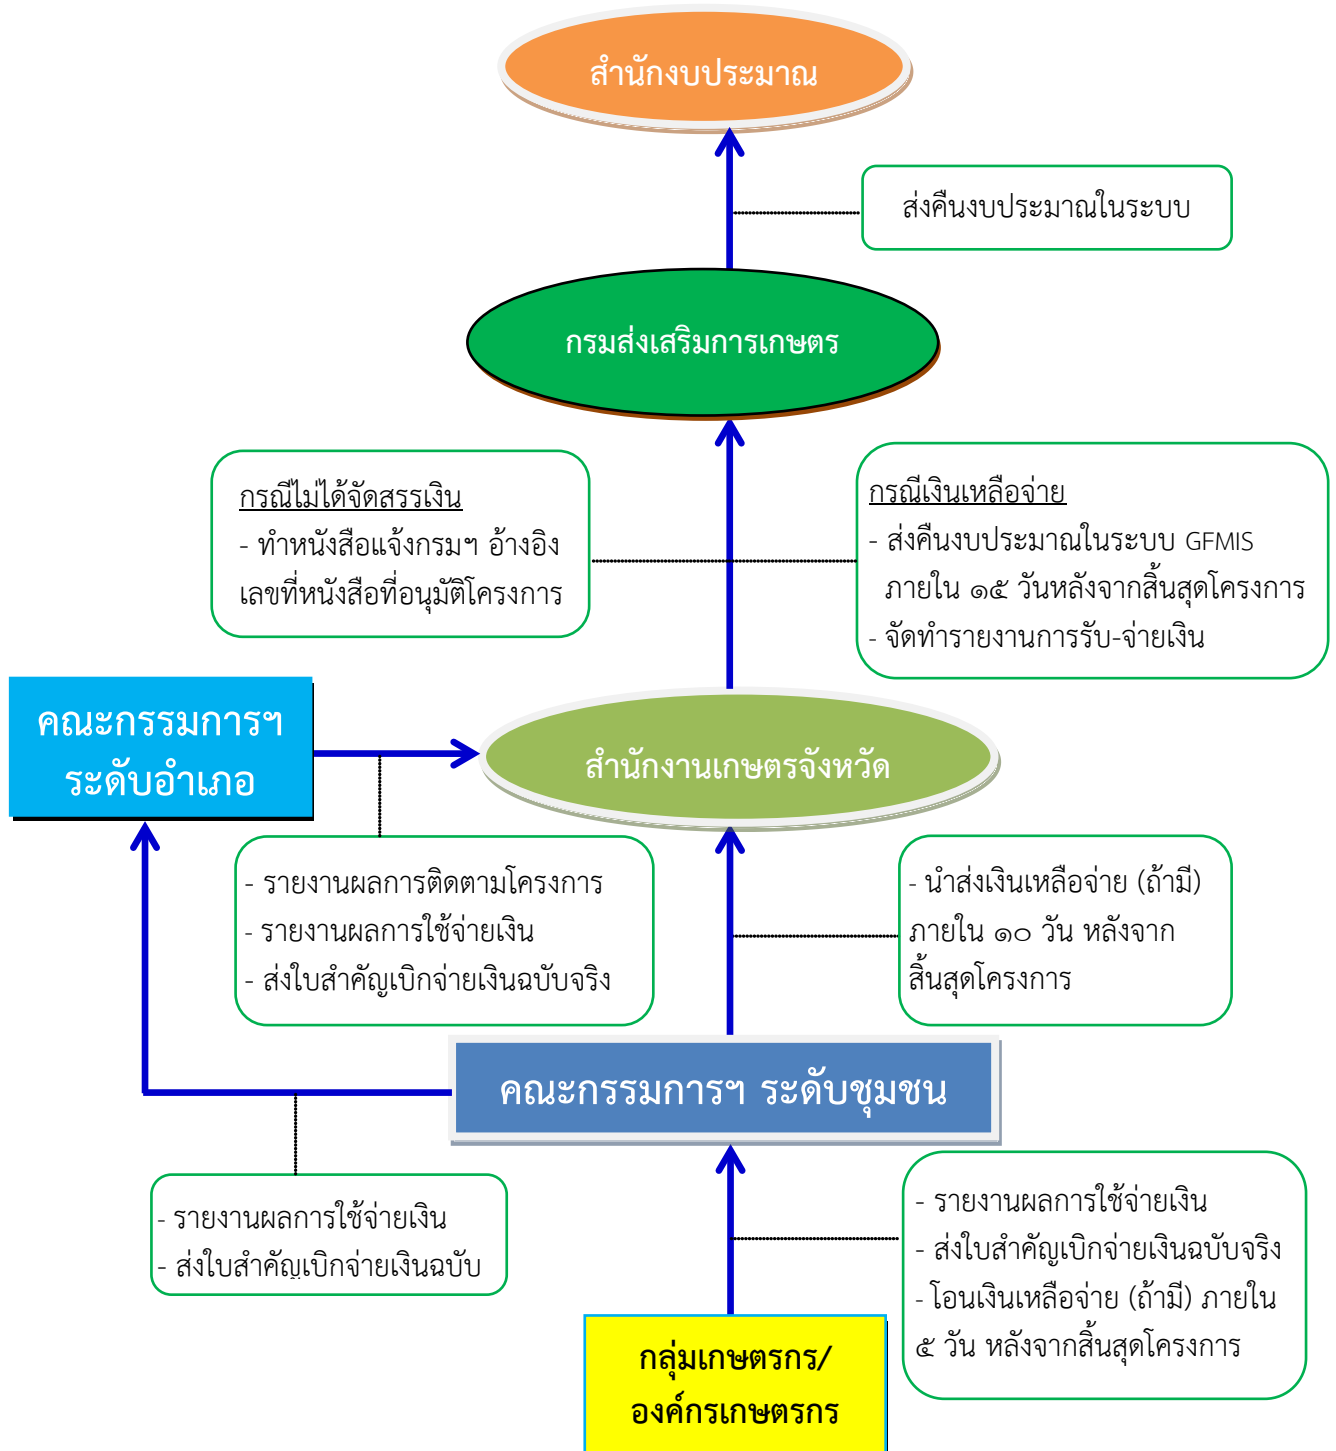 สำนักงบประมาณ
ส่งคืนงบประมาณในระบบ
กรมส่งเสริมการเกษตร
กรณีไม่ได้จัดสรรเงิน
- ทำหนังสือแจ้งกรมฯ อ้างอิง
เลขที่หนังสือที่อนุมัติโครงการ
กรณีเงินเหลือจ่าย
- ส่งคืนงบประมาณในระบบ GFMIS
ภายใน ๑๕ วันหลังจากสิ้นสุดโครงการ
- จัดทำรายงานการรับ-จ่ายเงิน
คณะกรรมการฯ
ระดับอำเภอ
สำนักงานเกษตรจังหวัด
- รายงานผลการติดตามโครงการ
- รายงานผลการใช้จ่ายเงิน
- ส่งใบสำคัญเบิกจ่ายเงินฉบับจริง
- นำส่งเงินเหลือจ่าย (ถ้ามี)
ภายใน ๑๐ วัน หลังจาก
สิ้นสุดโครงการ
คณะกรรมการฯ ระดับชุมชน
- รายงานผลการใช้จ่ายเงิน
- ส่งใบสำคัญเบิกจ่ายเงินฉบับ
- รายงานผลการใช้จ่ายเงิน
- ส่งใบสำคัญเบิกจ่ายเงินฉบับจริง
- โอนเงินเหลือจ่าย (ถ้ามี) ภายใน
๕ วัน หลังจากสิ้นสุดโครงการ
กลุ่มเกษตรกร/
องค์กรเกษตรกร